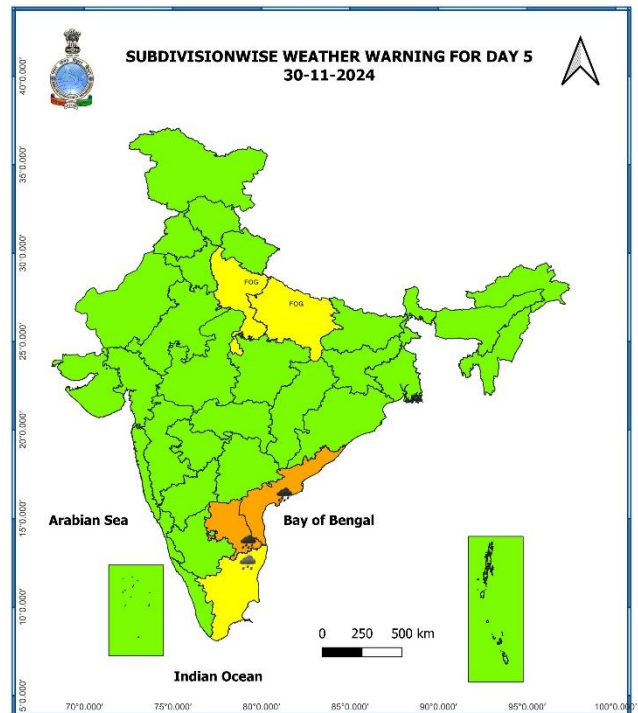 SUBDIVISIONWISE WEATHER WARNING FOR DAY 5
30-11-2024
40°0.000'
35°0.000'
30°0.000'
25°0.000'
20°0.000'
15°0.000'
10°0.000'
5°0.000'
FOG
FOG
Arabian Sea
Bay of Bengal
0 250 500 km
Indian Ocean
70°0.000' 75°0.000' 80°0.000' 85°0.000' 90°0.000' 95°0.000' 100°0.000'